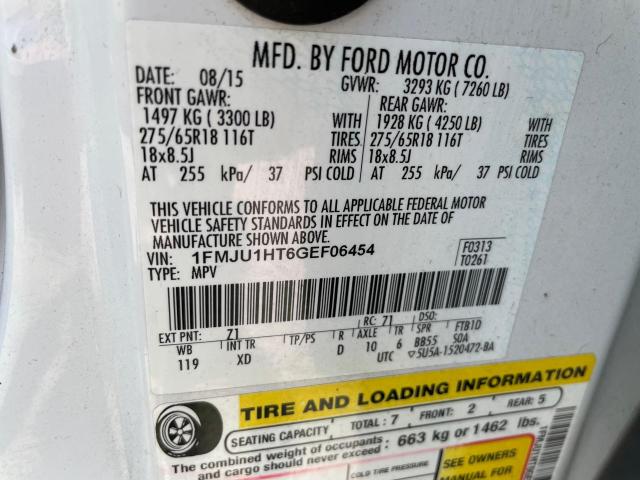 MFD. BY FORD MOTOR CO.
DATE: 08/15 GVWR: 3293 KG ( 7260 LB)
FRONT GAWR: REAR GAWR:
1497 KG ( 3300 LB) WITH 1928 KG ( 4250 LB) WITH
275/65R18 116T TIRES 275/65R18 116T TIRES
18x8.5J RIMS 18x8.5J RIMS
AT 255 kPa/ 37 PSI COLD AT 255 kPa/ 37 PSI COLD
THIS VEHICLE CONFORMS TO ALL APPLICABLE FEDERAL MOTOR
VEHICLE SAFETY STANDARDS IN EFFECT ON THE DATE OF
MANUFACTURE SHOWN ABOVE.
VIN: 1FMJU1HT6GEF06454 F0313
TYPE: MPV T0261
EXT PNT: Z1 RC: Z1 DSO:
WB INT TR TP/PS R AXLE TR SPR FTB1D
119 XD D 10 6 BB55 SOA
UTC 5U5A-1520472-BA
TIRE AND LOADING INFORMATION
SEATING CAPACITY TOTAL: 7 FRONT: 2 REAR: 5
The combined weight of occupants
and cargo should never exceed: 663 kg or 1462 lbs.
COLD TIRE PRESSURE SEE OWNERS
MANUAL FOR